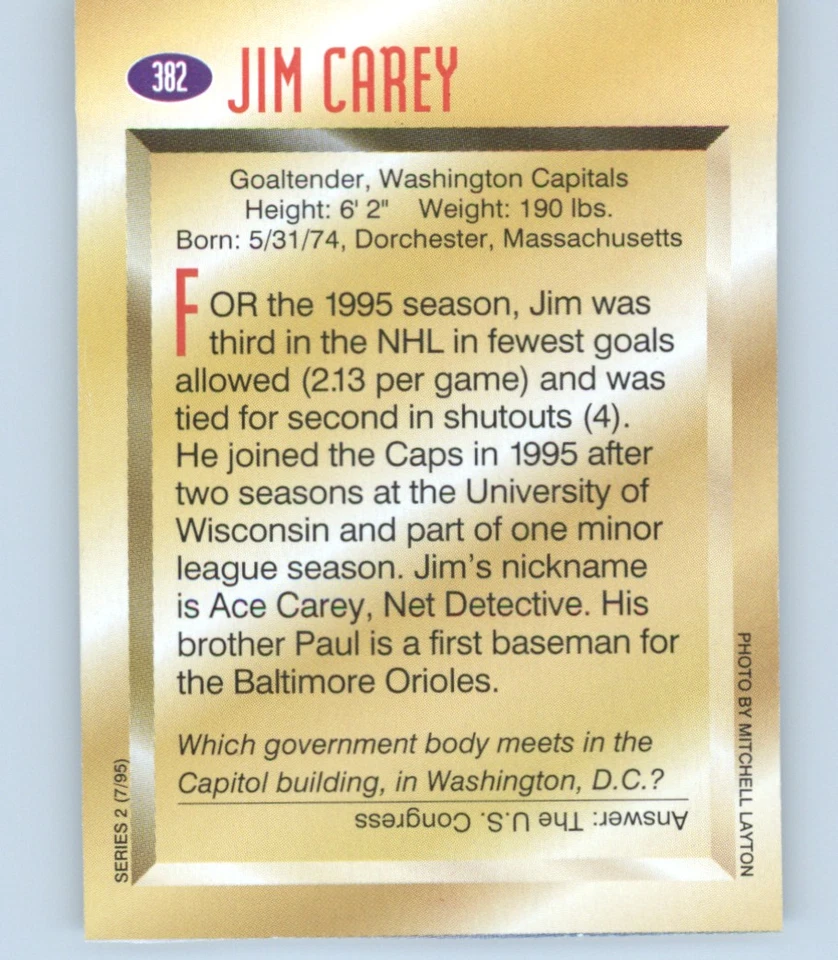 382
JIM CAREY
Goaltender, Washington Capitals
Height: 6' 2" Weight: 190 lbs.
Born: 5/31/74, Dorchester, Massachusetts
FOR the 1995 season, Jim was
third in the NHL in fewest goals
allowed (2.13 per game) and was
tied for second in shutouts (4).
He joined the Caps in 1995 after
two seasons at the University of
Wisconsin and part of one minor
league season. Jim's nickname
is Ace Carey, Net Detective. His
brother Paul is a first baseman for
the Baltimore Orioles.
Which government body meets in the
Capitol building, in Washington, D.C.?
Answer: The U.S. Congress
SERIES 2 (7/95)
PHOTO BY MITCHELL LAYTON